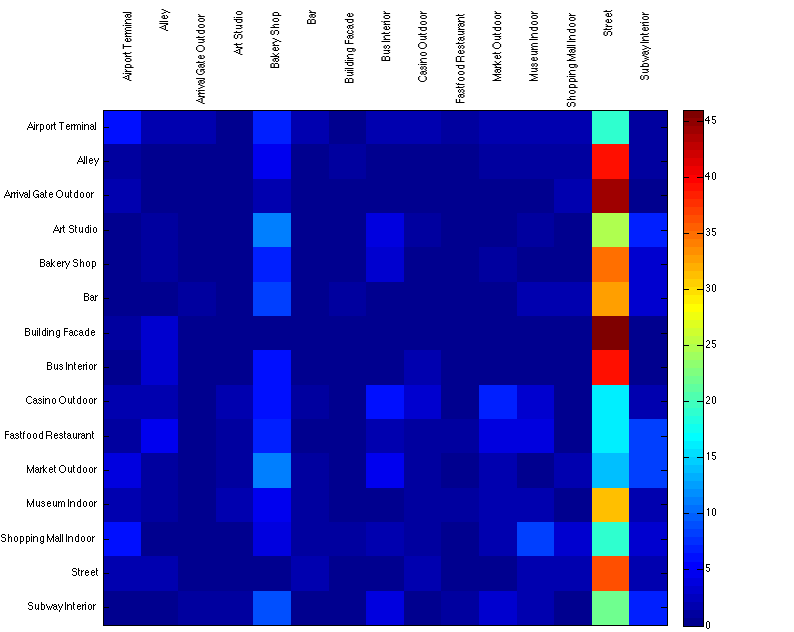 Airport Terminal
Alley
Arrival Gate Outdoor
Art Studio
Bakery Shop
Bar
Building Facade
Bus Interior
Casino Outdoor
Fastfood Restaurant
Market Outdoor
Museum Indoor
Shopping Mall Indoor
Street
Subway Interior
Airport Terminal
Alley
Arrival Gate Outdoor
Art Studio
Bakery Shop
Bar
Building Facade
Bus Interior
Casino Outdoor
Fastfood Restaurant
Market Outdoor
Museum Indoor
Shopping Mall Indoor
Street
Subway Interior
45
40
35
30
25
20
15
10
5
0